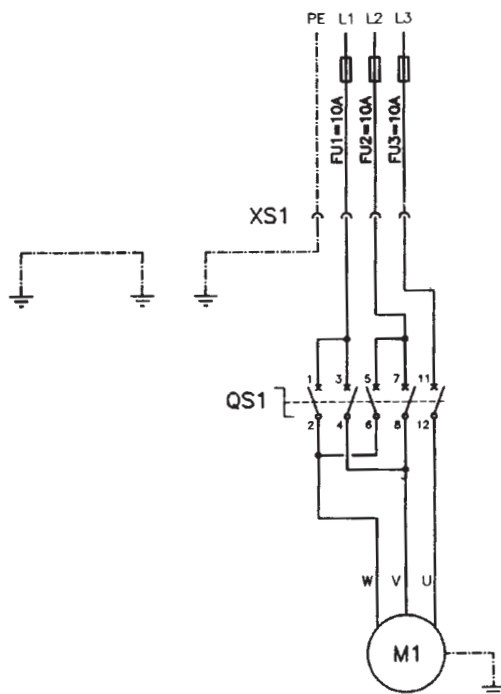 PE L1 L2 L3
FU1=10A
FU2=10A
FU3=10A
XS1
1 3 5 7 11
QS1
2 4 6 8 12
W V U
M1